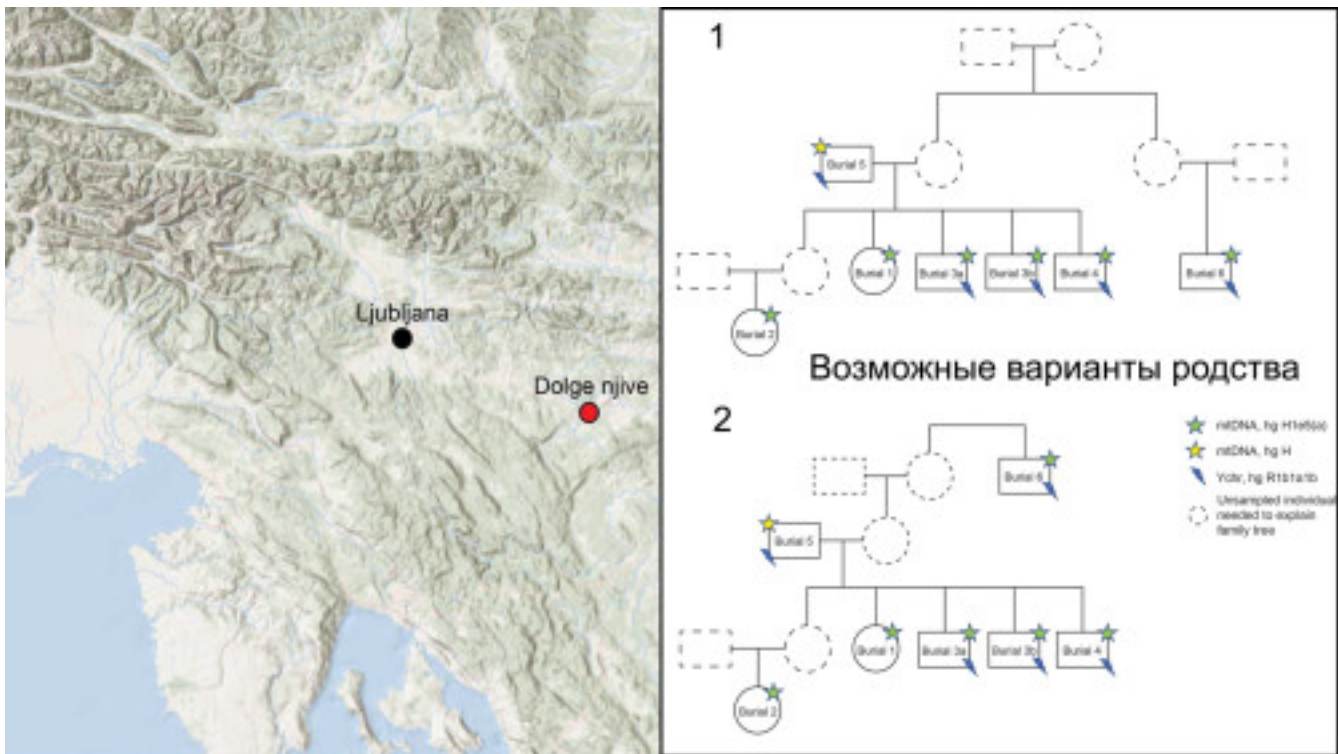 Ljubljana
Dolge njive
1
Burial 5
Burial 1
Burial 3a
Burial 3b
Burial 4
Burial 6
Burial 2
Возможные варианты родства
2
mtDNA, hg H1e5(a)
mtDNA, hg H
Ychr, hg R1b1a1b
Unsampled individual
needed to explain
family tree
Burial 6
Burial 5
Burial 1
Burial 3a
Burial 3b
Burial 4
Burial 2